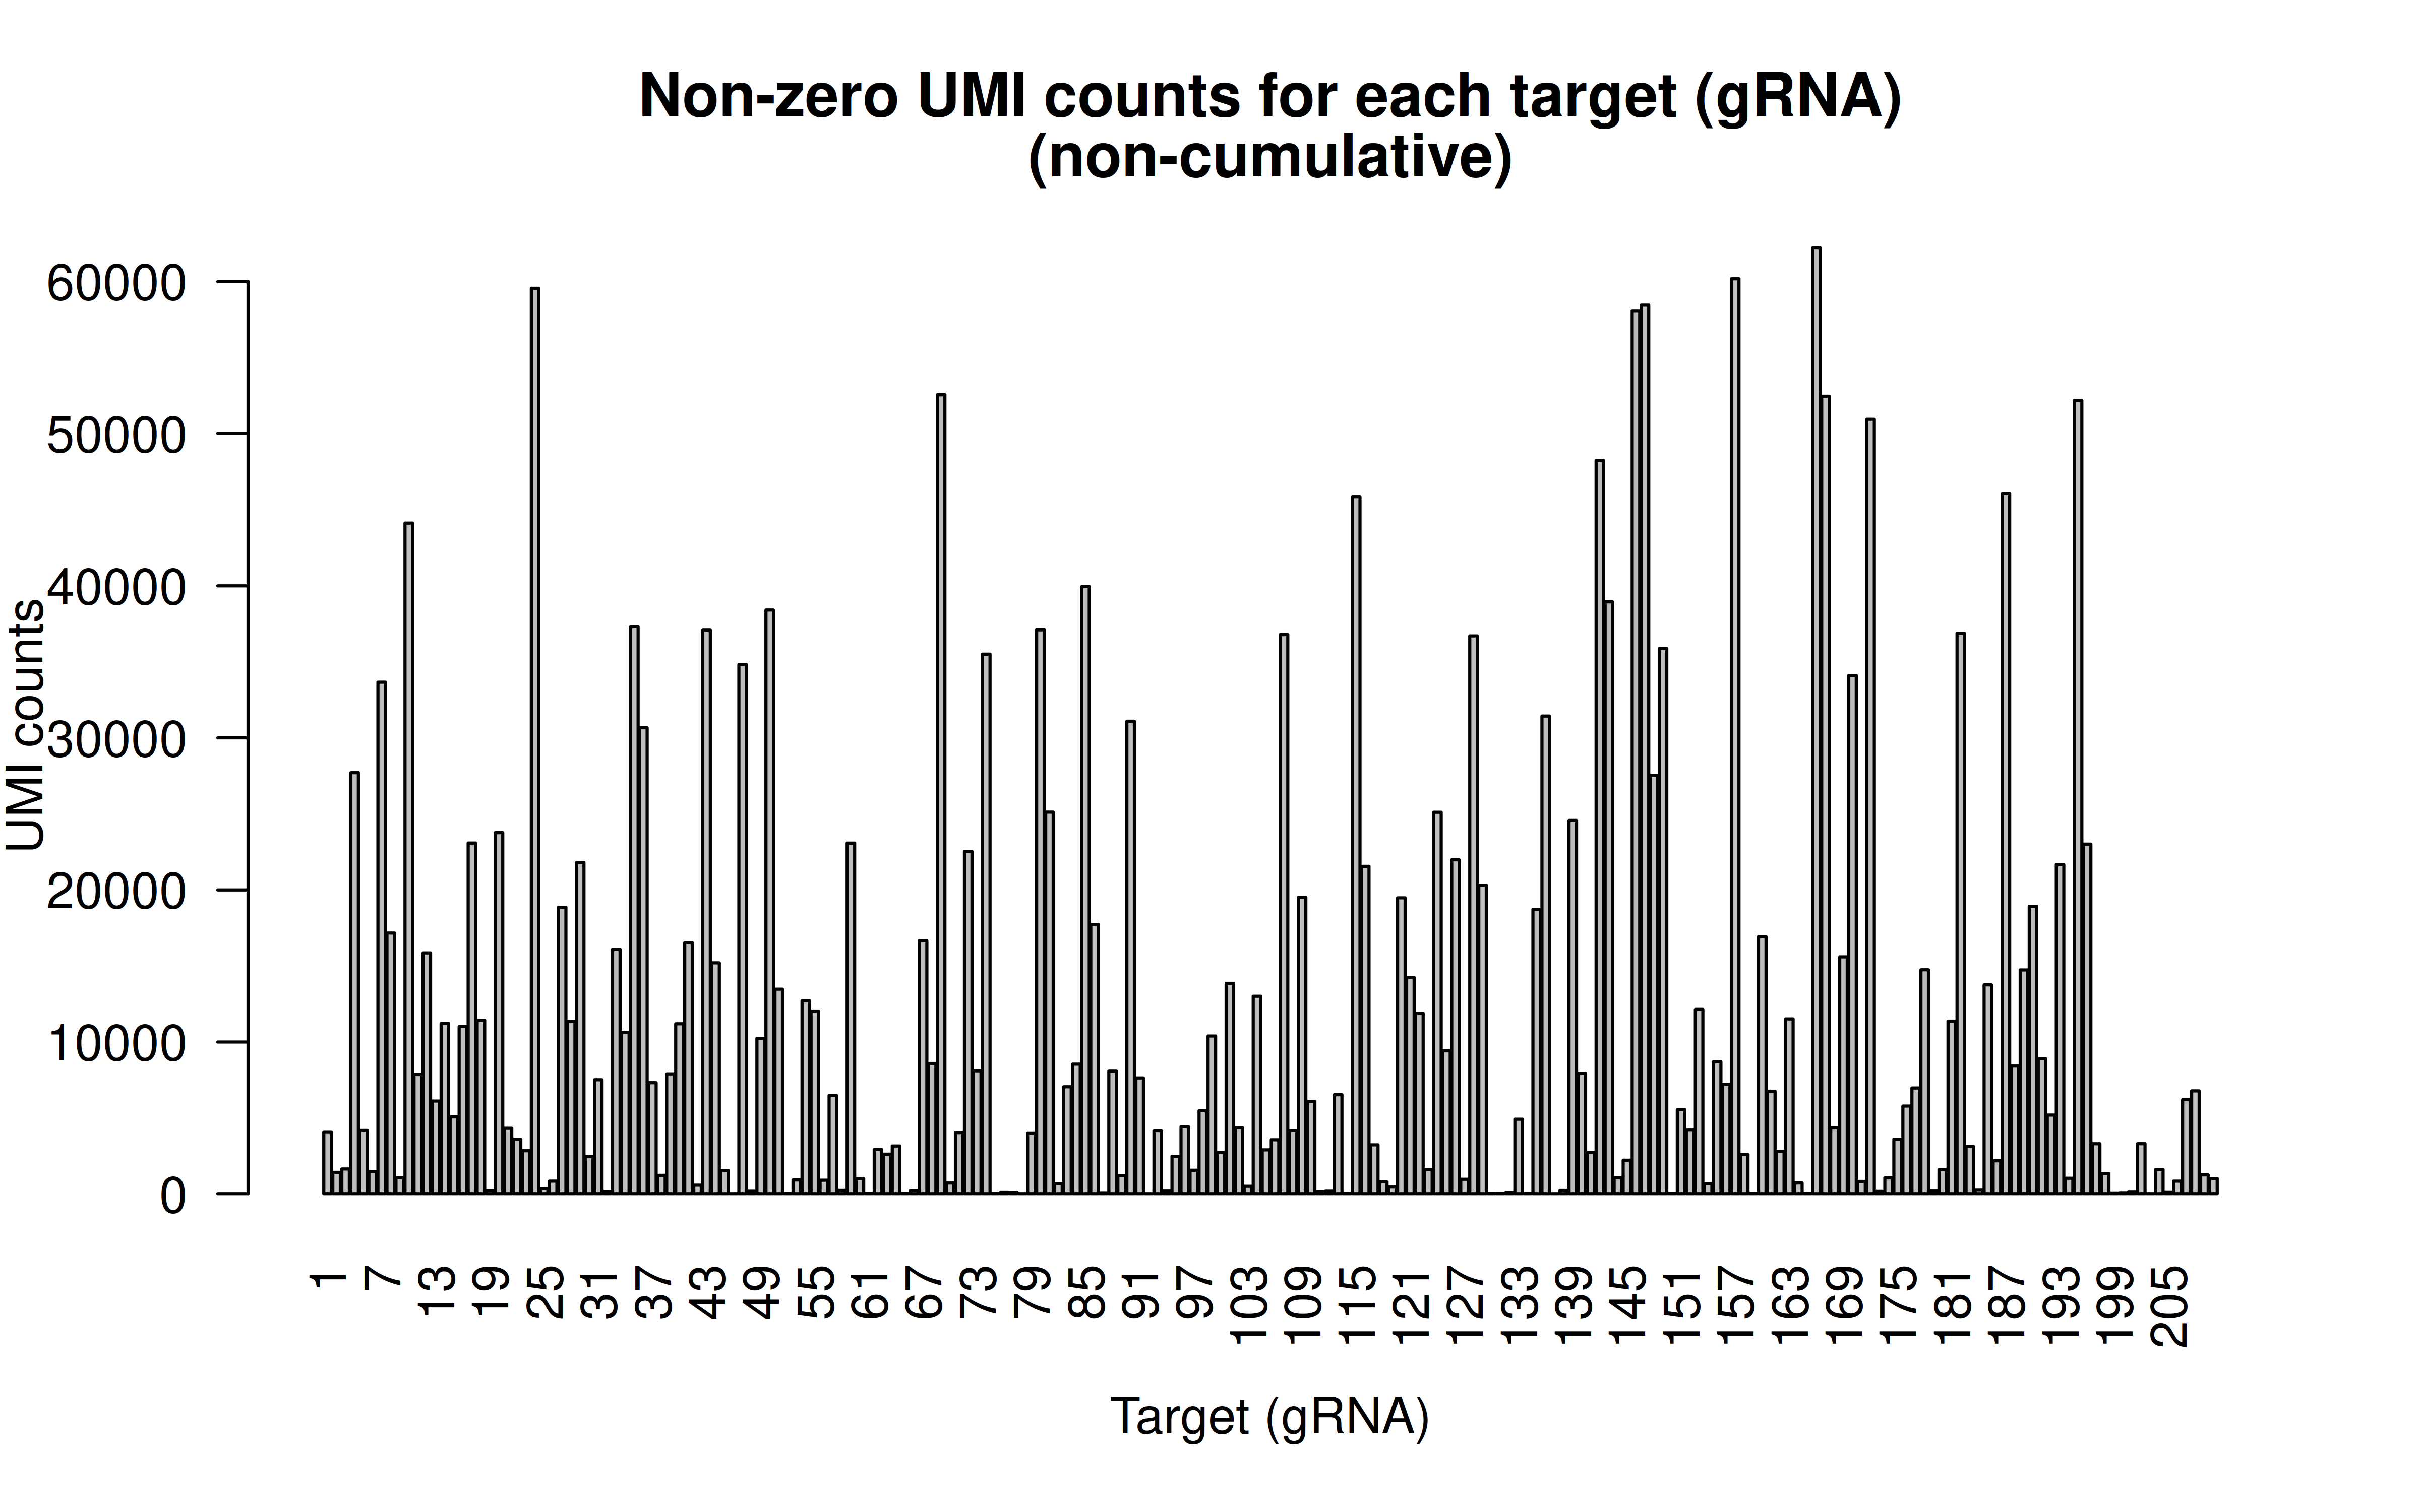 Non-zero UMI counts for each target (gRNA)
(non-cumulative)
60000
50000
40000
30000
20000
10000
0
UMI counts
1 7 13 19 25 31 37 43 49 55 61 67 73 79 85 91 97 103 109 115 121 127 133 139 145 151 157 163 169 175 181 187 193 199 205
Target (gRNA)